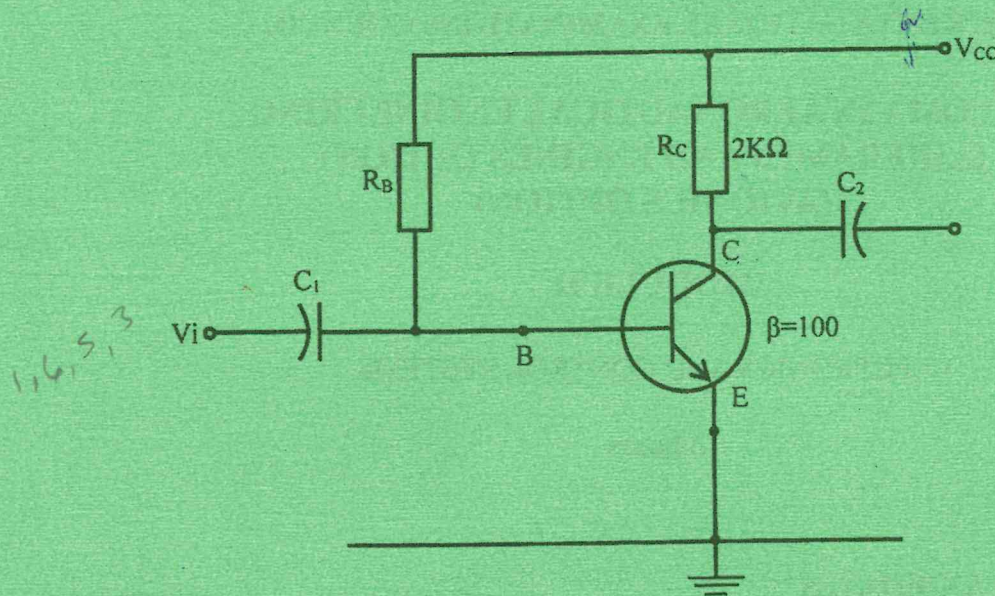 VCC
RC 2KΩ
RB
C2
C
C1
Vi
B
β=100
E
1, 6, 5, 3